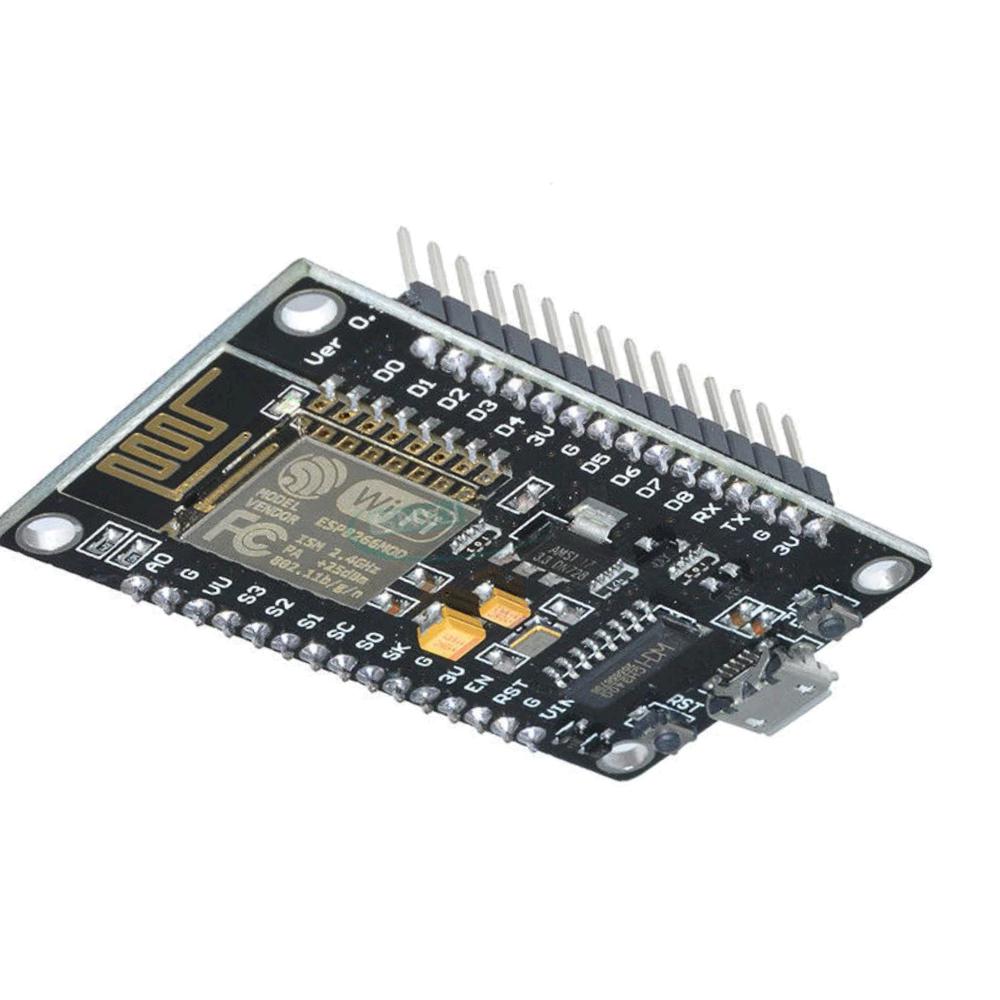 Ver 0.
D0
D1
D2
D3
D4
3V
G
D5
D6
D7
D8
RX
TX
G
3V
WiFi
MODEL
VENDOR
ESP8266MOD
FC
ISM 2.4GHz
PA +25dBm
802.11b/g/n
A0
G
VU
S3
S2
S1
SC
S0
SK
G
3V
EN
RST
G
VIN
RST